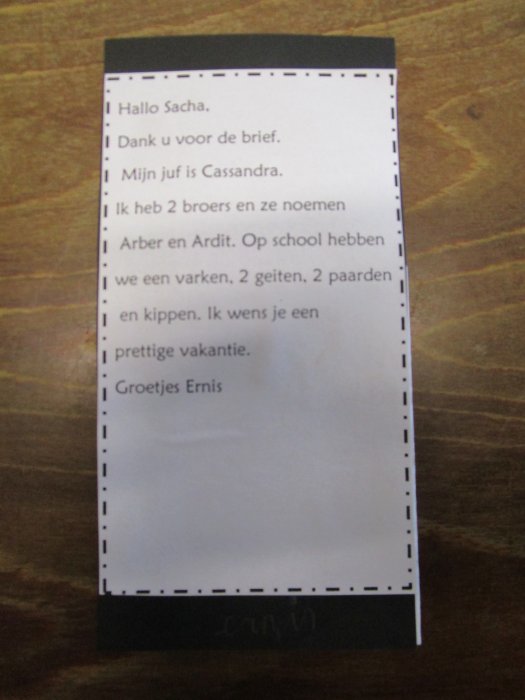 Hallo Sacha,
Dank u voor de brief.
Mijn juf is Cassandra.
Ik heb 2 broers en ze noemen
Arber en Ardit. Op school hebben
we een varken, 2 geiten, 2 paarden
en kippen. Ik wens je een
prettige vakantie.
Groetjes Ernis
ernis